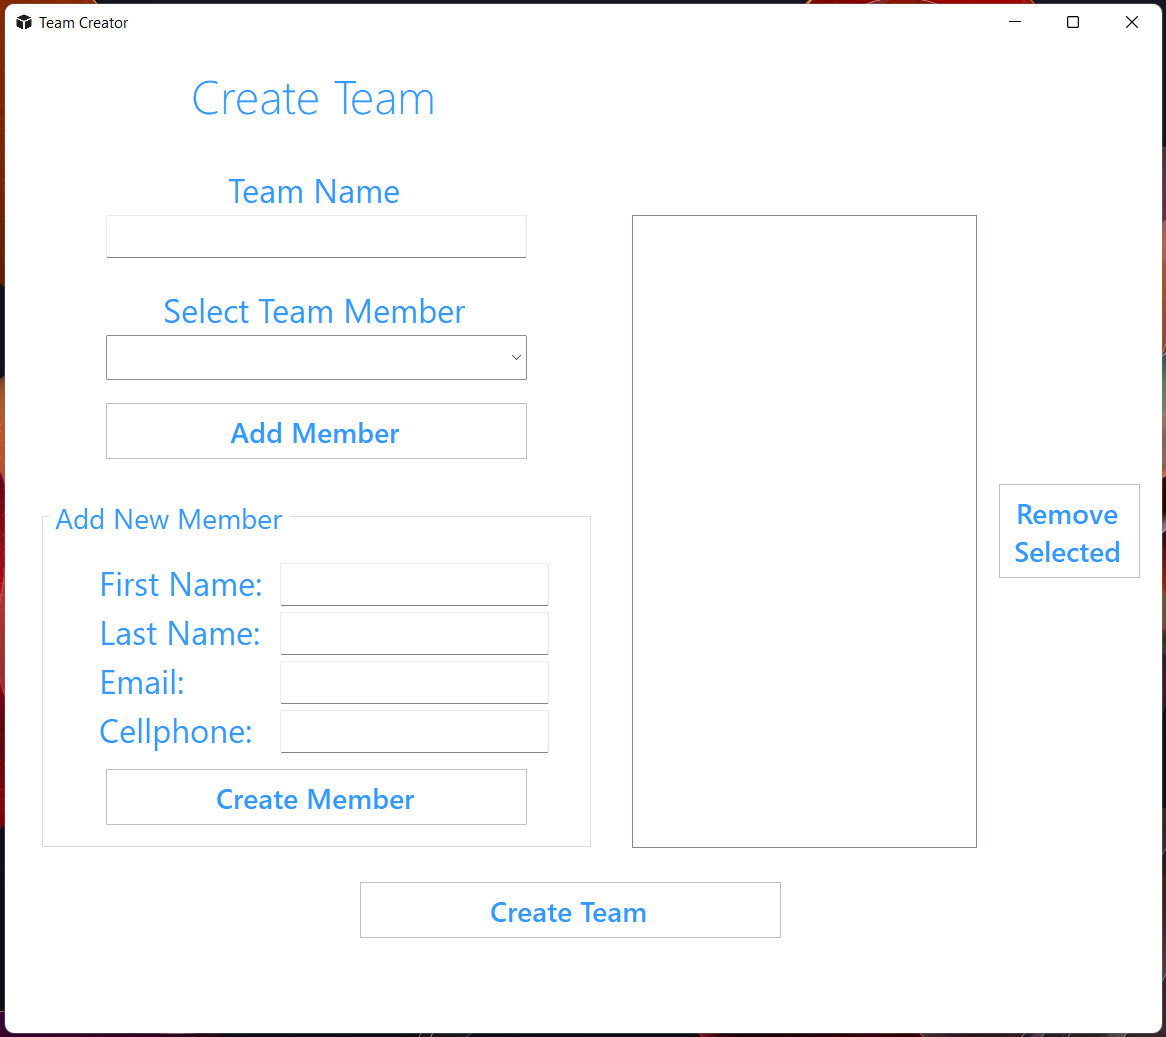 Team Creator
Create Team
Team Name
Select Team Member
Add Member
Add New Member
First Name:
Last Name:
Email:
Cellphone:
Create Member
Remove
Selected
Create Team